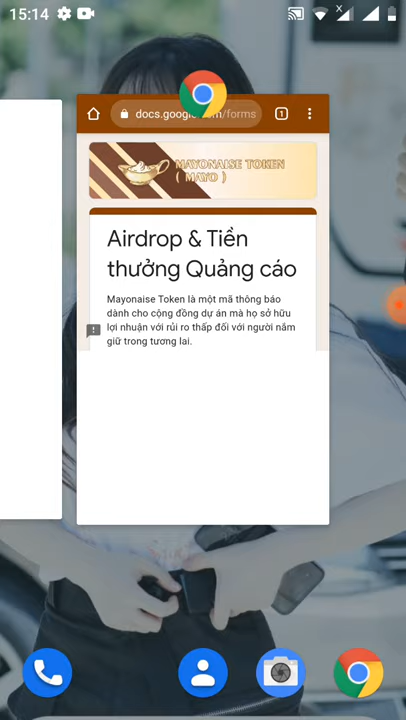 15:14
docs.goog
m/forms
1
MAYONAISE TOKEN
( MAYO )
Airdrop & Tiền
thưởng Quảng cáo
Mayonaise Token là một mã thông báo
dành cho cộng đồng dự án mà họ sở hữu
lợi nhuận với rủi ro thấp đối với người nắm
giữ trong tương lai.